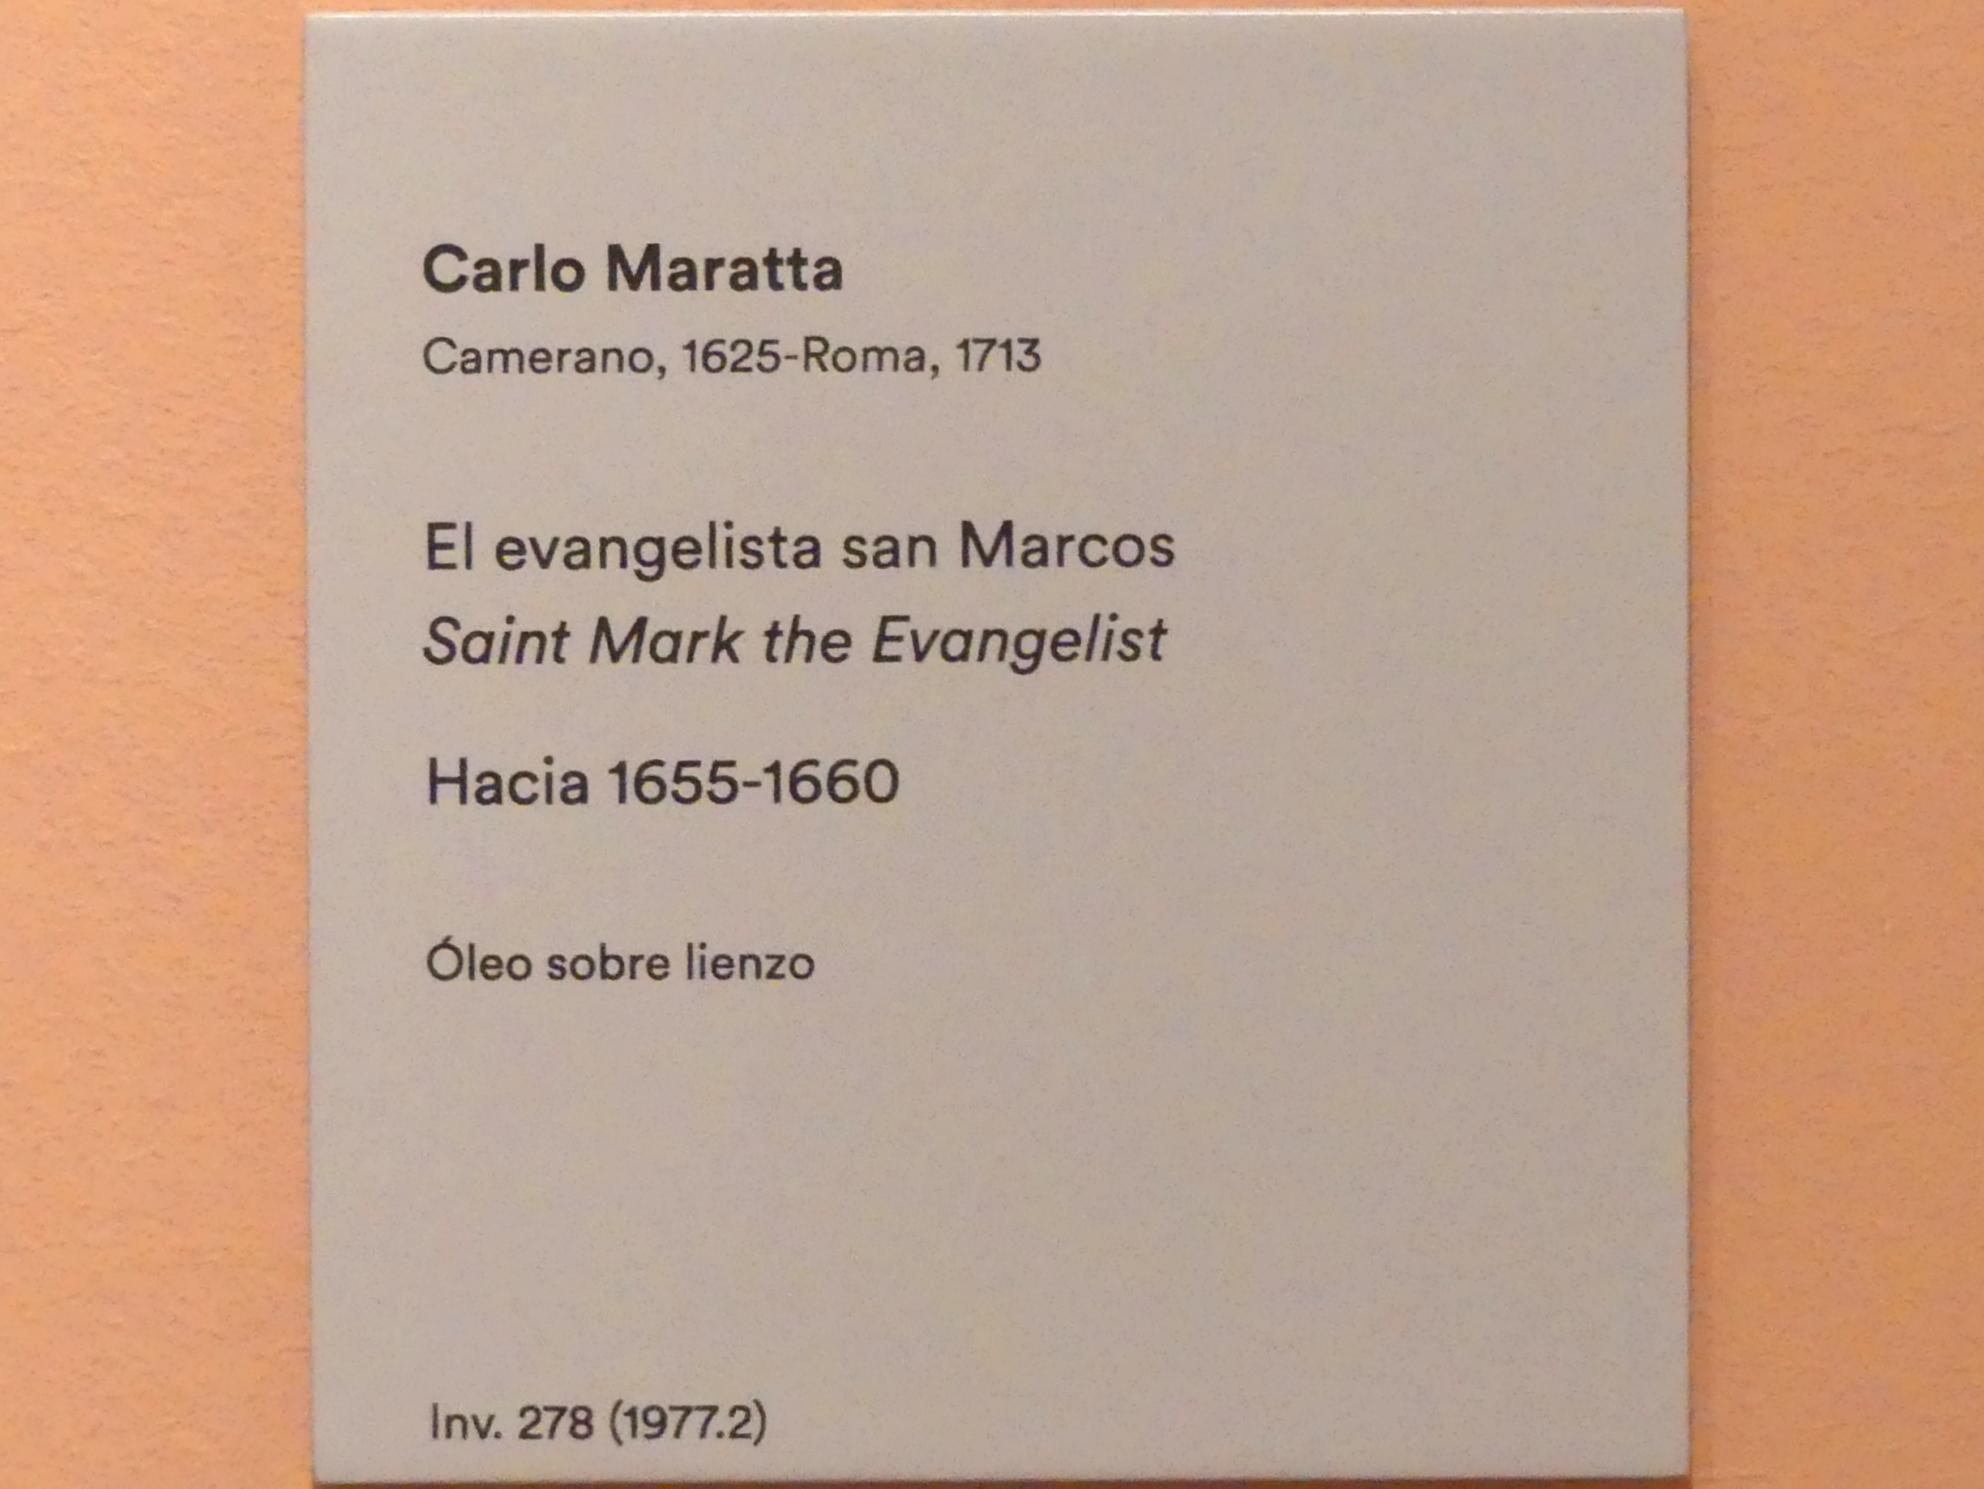 Carlo Maratta
Camerano, 1625-Roma, 1713
El evangelista san Marcos
Saint Mark the Evangelist
Hacia 1655-1660
Óleo sobre lienzo
Inv. 278 (1977.2)